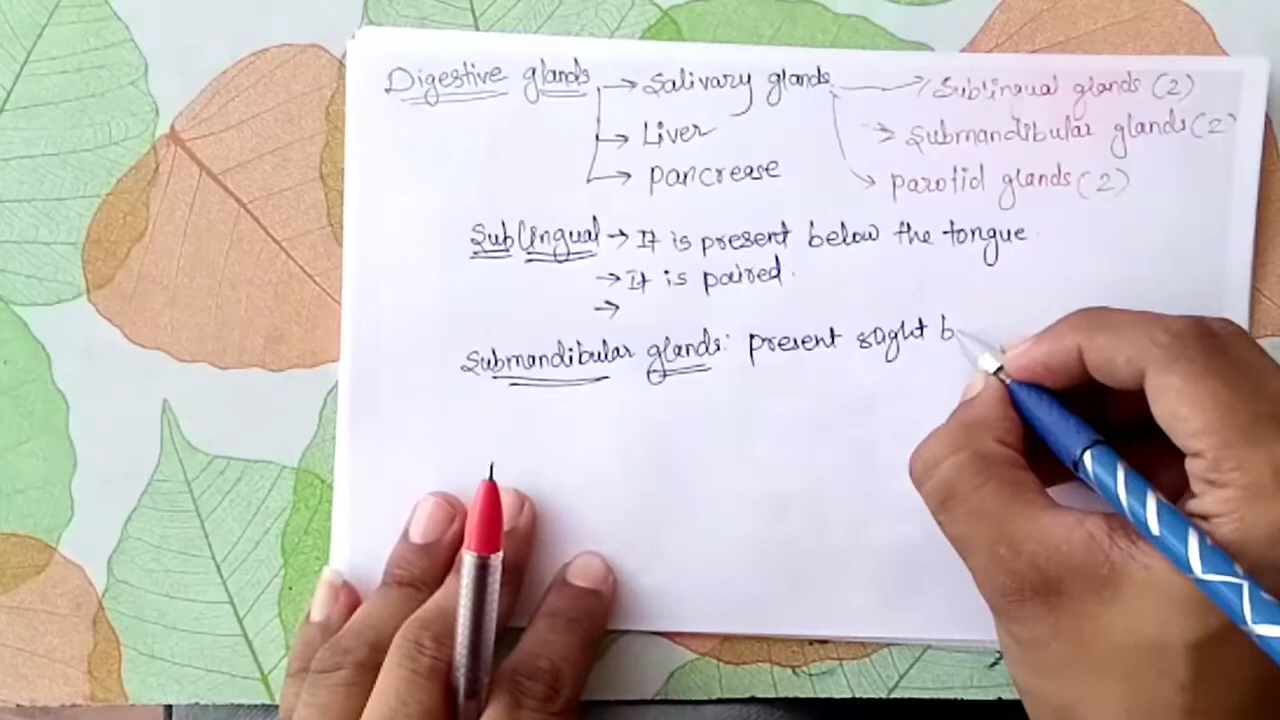 Digestive glands → Salivary glands → Sublingual glands (2)
→ Liver → Submandibular glands (2)
→ pancrease → parotid glands (2)
Sublingual → It is present below the tongue.
→ It is paired.
→
Submandibular glands: present b